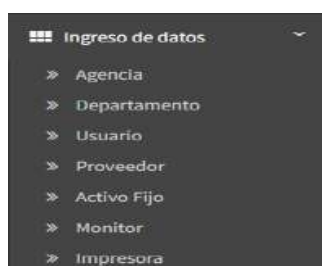 Ingreso de datos
Agencia
Departamento
Usuario
Proveedor
Activo Fijo
Monitor
Impresora